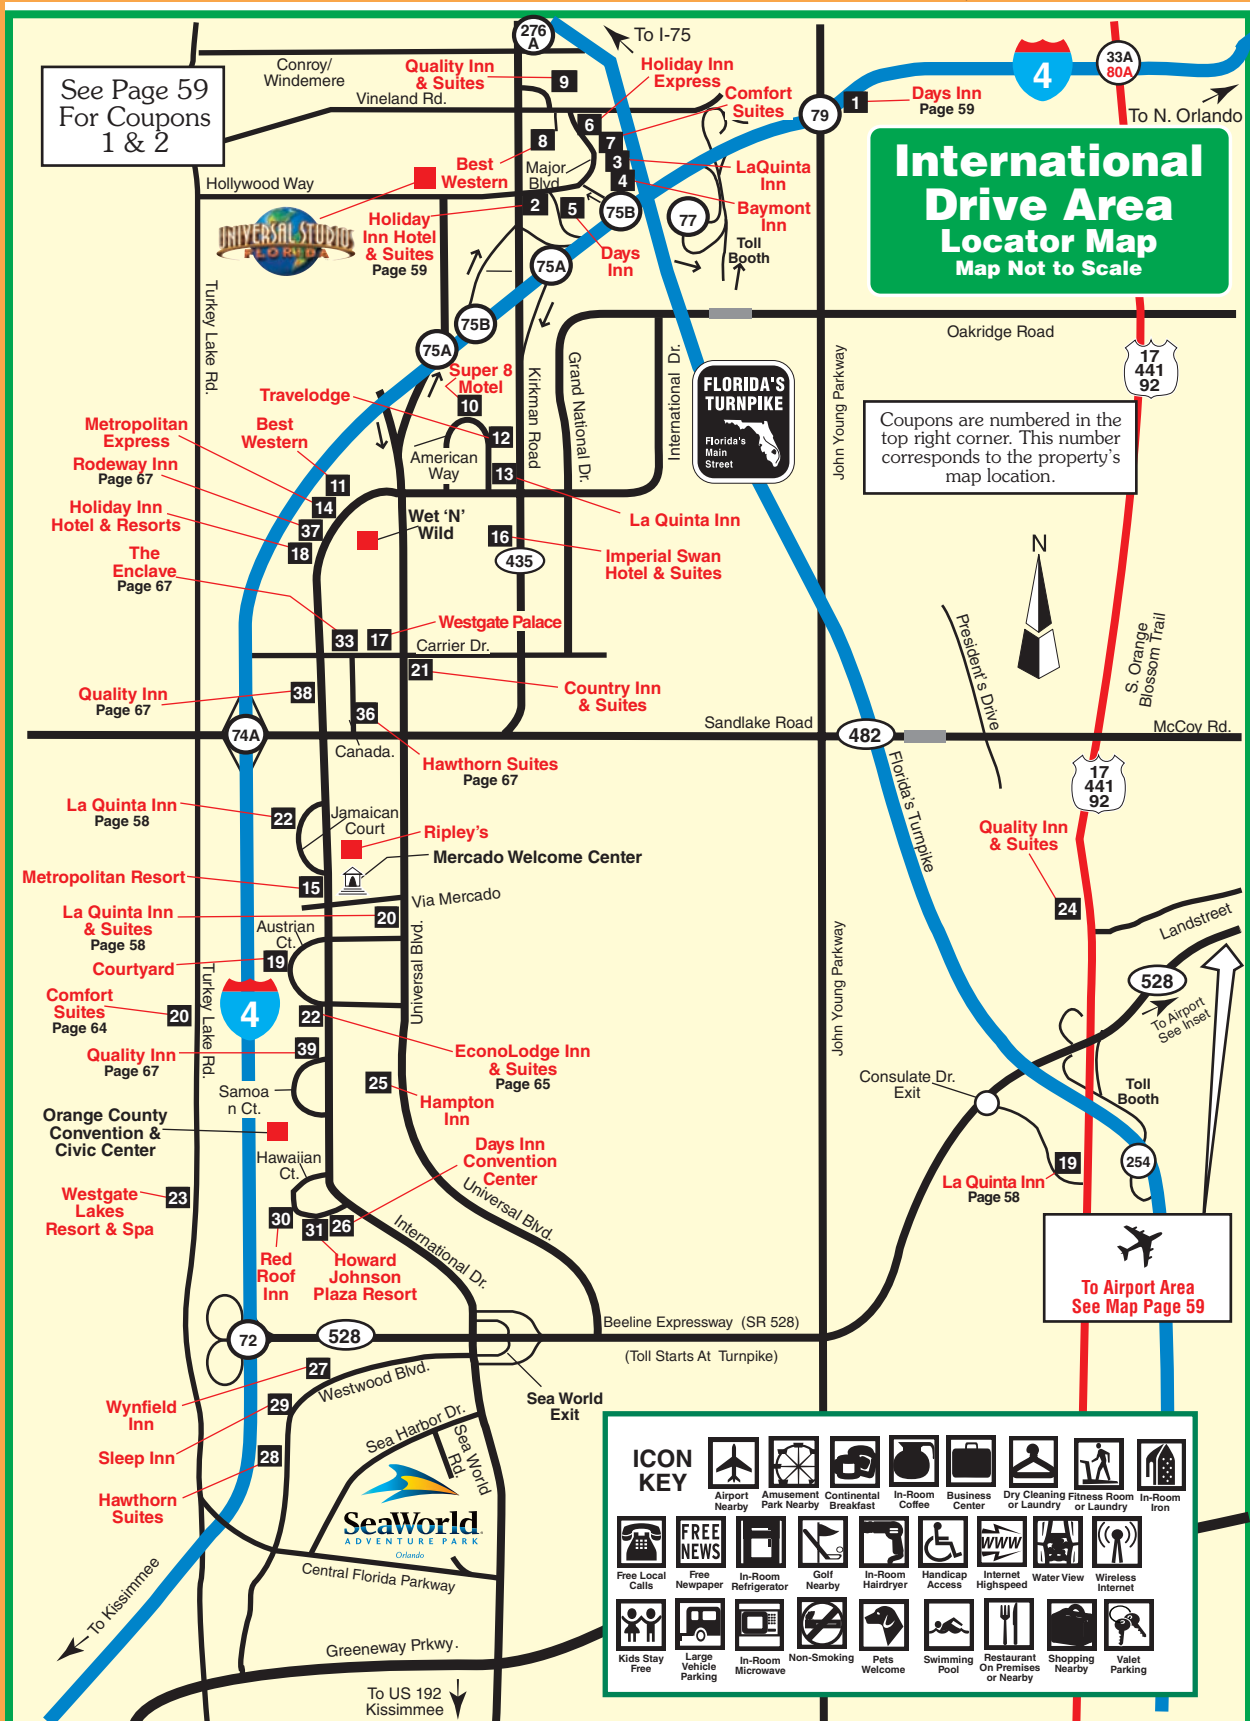 276
A
To I-75
Conroy/
Windemere
Quality Inn
& Suites
9
Holiday Inn
Express
4
33A
80A
See Page 59
For Coupons
1 & 2
Vineland Rd.
Comfort
Suites
79
1
Days Inn
Page 59
To N. Orlando
6
8
7
Best
Western
Major
Blvd.
3
4
LaQuinta
Inn
International
Drive Area
Locator Map
Map Not to Scale
Hollywood Way
UNIVERSAL STUDIOS
FLORIDA
Holiday
Inn Hotel
& Suites
Page 59
2
5
75B
77
Baymont
Inn
Days
Inn
Toll
Booth
75A
Turkey Lake Rd.
75B
75A
Oakridge Road
17
441
92
Super 8
Motel
10
Kirkman Road
Grand National Dr.
International Dr.
FLORIDA'S
TURNPIKE
Florida's
Main
Street
John Young Parkway
Travelodge
Coupons are numbered in the
top right corner. This number
corresponds to the property's
map location.
Metropolitan
Express
Best
Western
12
American
Way
Rodeway Inn
Page 67
11
13
14
Holiday Inn
Hotel & Resorts
Wet ‘N’
Wild
La Quinta Inn
37
18
16
435
Imperial Swan
Hotel & Suites
The
Enclave
Page 67
N
33
17
Westgate Palace
Carrier Dr.
President's Drive
S. Orange
Blossom Trail
21
Quality Inn
Page 67
38
Country Inn
& Suites
36
74A
Canada.
Sandlake Road
482
McCoy Rd.
Hawthorn Suites
Page 67
17
441
92
Florida's Turnpike
La Quinta Inn
Page 58
22
Jamaican
Court
Ripley's
Quality Inn
& Suites
Mercado Welcome Center
Metropolitan Resort
15
Via Mercado
24
La Quinta Inn
& Suites
Page 58
20
Austrian
Ct.
Landstreet
Courtyard
19
Universal Blvd.
John Young Parkway
Turkey Lake Rd.
528
Comfort
Suites
Page 64
20
4
22
To Airport
See Inset
Quality Inn
Page 67
39
EconoLodge Inn
& Suites
Page 65
Samoa
n Ct.
25
Hampton
Inn
Consulate Dr.
Exit
Toll
Booth
Orange County
Convention &
Civic Center
Hawaiian
Ct.
Days Inn
Convention
Center
19
254
La Quinta Inn
Page 58
Westgate
Lakes
Resort & Spa
23
30
31
26
Universal Blvd.
International Dr.
Red
Roof
Inn
Howard
Johnson
Plaza Resort
To Airport Area
See Map Page 59
72
528
Beeline Expressway (SR 528)
(Toll Starts At Turnpike)
27
Westwood Blvd.
Sea World
Exit
Wynfield
Inn
29
Sea Harbor Dr.
Sea World
Rd.
Sleep Inn
28
Hawthorn
Suites
SeaWorld
ADVENTURE PARK
Orlando
Central Florida Parkway
To Kissimmee
Greeneway Prkwy.
To US 192
Kissimmee
ICON
KEY
Airport
Nearby
Amusement
Park Nearby
Continental
Breakfast
In-Room
Coffee
Business
Center
Dry Cleaning
or Laundry
Fitness Room
or Laundry
In-Room
Iron
FREE
NEWS
WWW
Free Local
Calls
Free
Newpaper
In-Room
Refrigerator
Golf
Nearby
In-Room
Hairdryer
Handicap
Access
Internet
Highspeed
Water View
Wireless
Internet
Kids Stay
Free
Large
Vehicle
Parking
In-Room
Microwave
Non-Smoking
Pets
Welcome
Swimming
Pool
Restaurant
On Premises
or Nearby
Shopping
Nearby
Valet
Parking